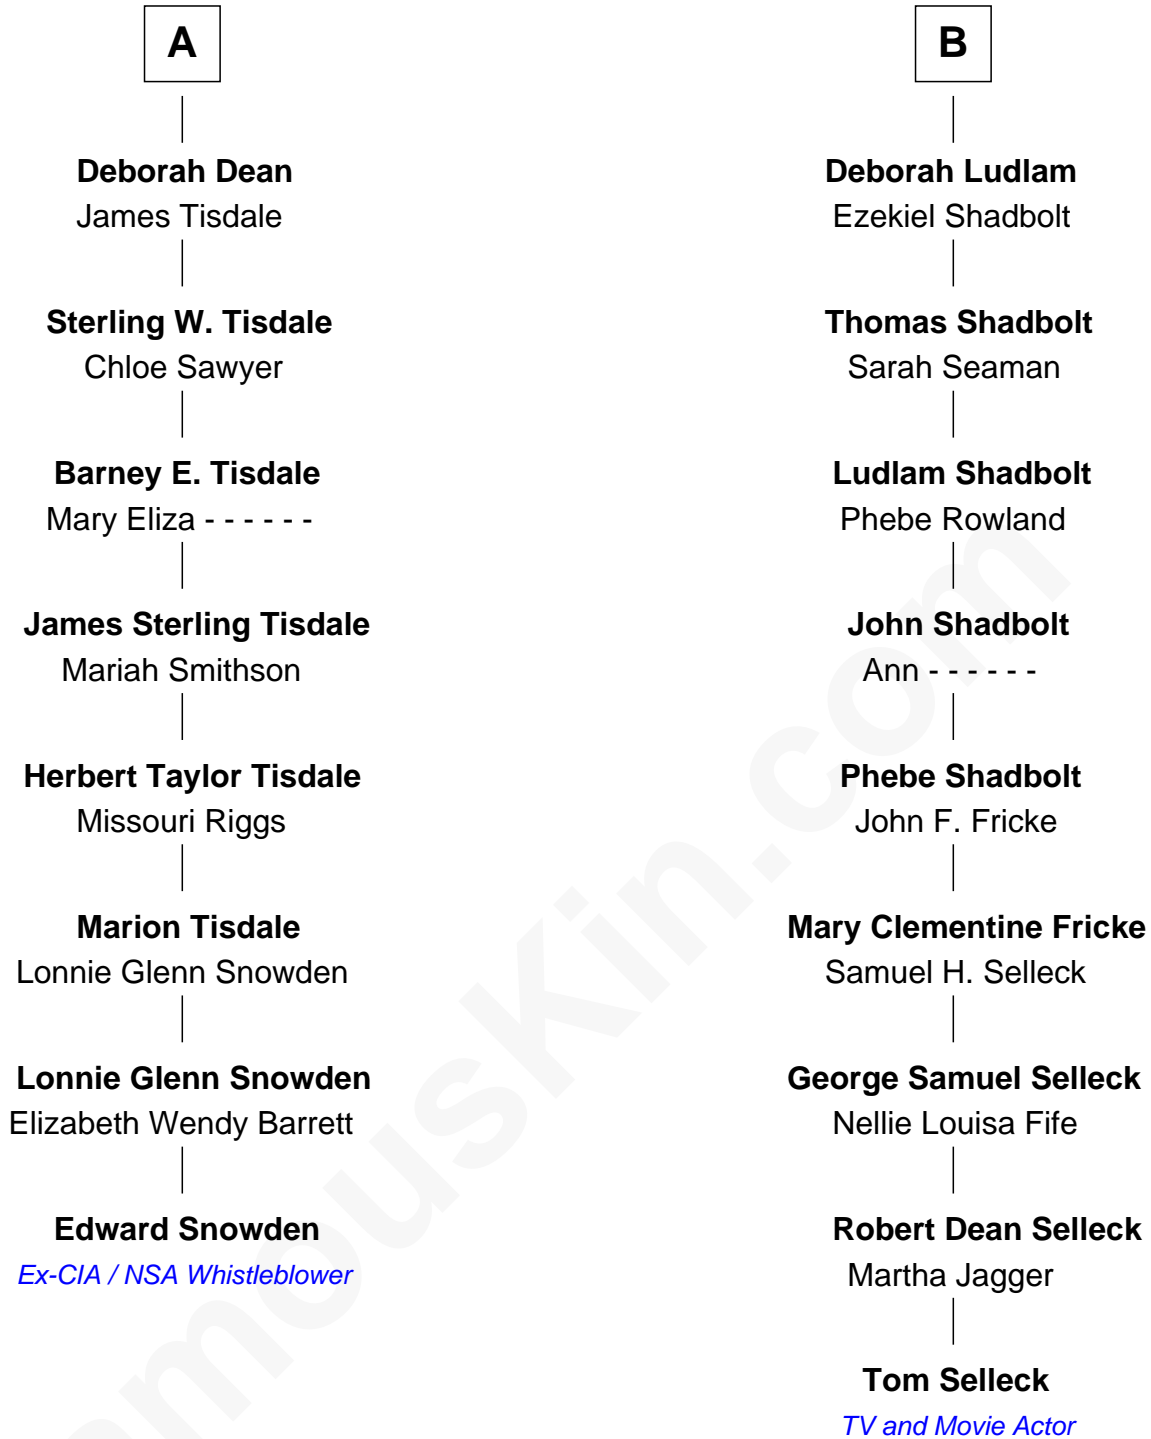 A
Deborah Dean
James Tisdale
Sterling W. Tisdale
Chloe Sawyer
Barney E. Tisdale
Mary Eliza - - - - - -
James Sterling Tisdale
Mariah Smithson
Herbert Taylor Tisdale
Missouri Riggs
Marion Tisdale
Lonnie Glenn Snowden
Lonnie Glenn Snowden
Elizabeth Wendy Barrett
Edward Snowden
Ex-CIA / NSA Whistleblower
B
Deborah Ludlam
Ezekiel Shadbolt
Thomas Shadbolt
Sarah Seaman
Ludlam Shadbolt
Phebe Rowland
John Shadbolt
Ann - - - - - -
Phebe Shadbolt
John F. Fricke
Mary Clementine Fricke
Samuel H. Selleck
George Samuel Selleck
Nellie Louisa Fife
Robert Dean Selleck
Martha Jagger
Tom Selleck
TV and Movie Actor
amouskin.com